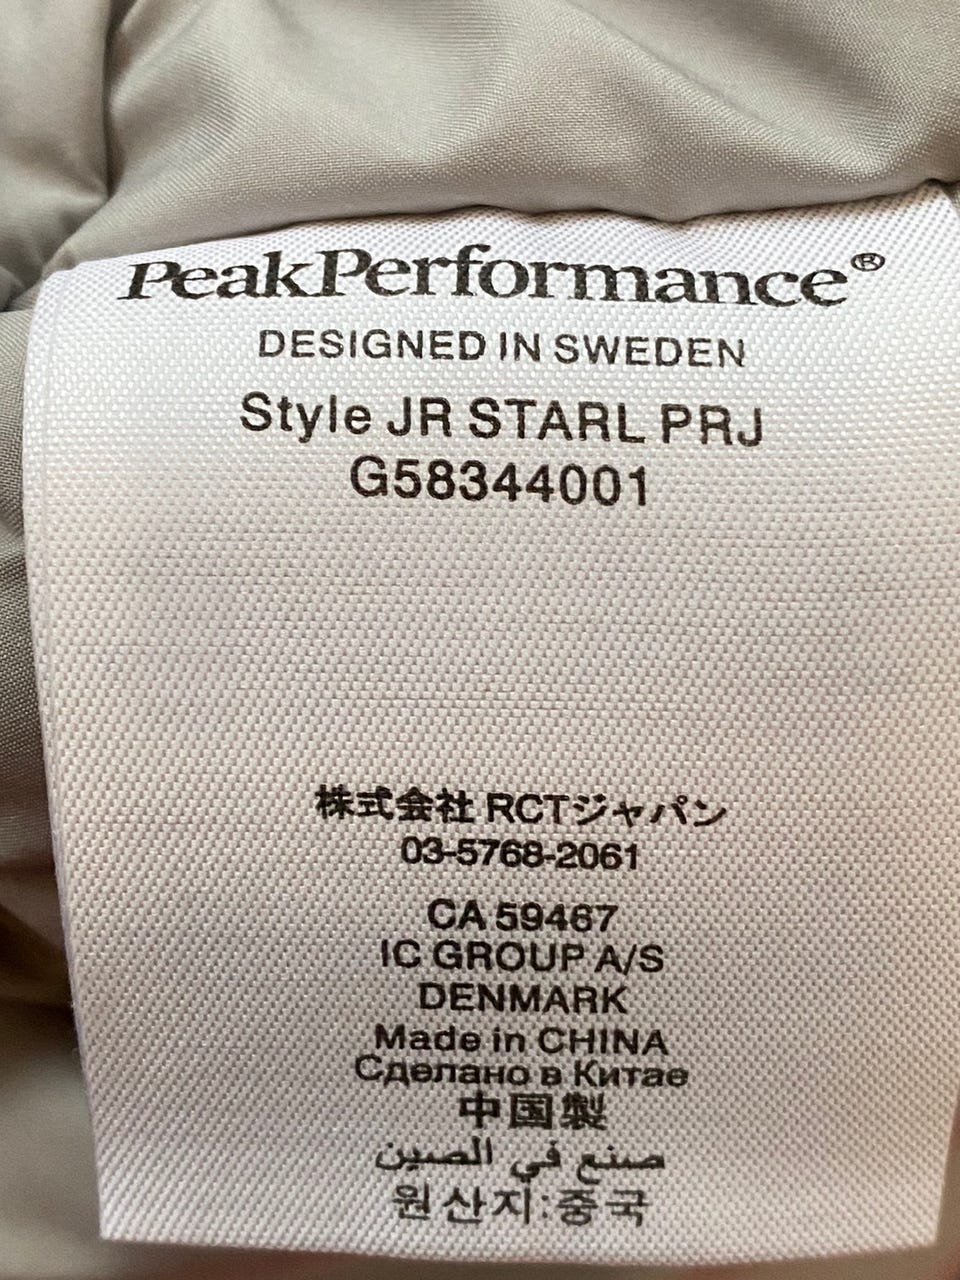 PeakPerformance®
DESIGNED IN SWEDEN
Style JR STARL PRJ
G58344001
株式会社 RCTジャパン
03-5768-2061
CA 59467
IC GROUP A/S
DENMARK
Made in CHINA
Сделано в Китае
中国製
صنع في الصين
원산지:중국